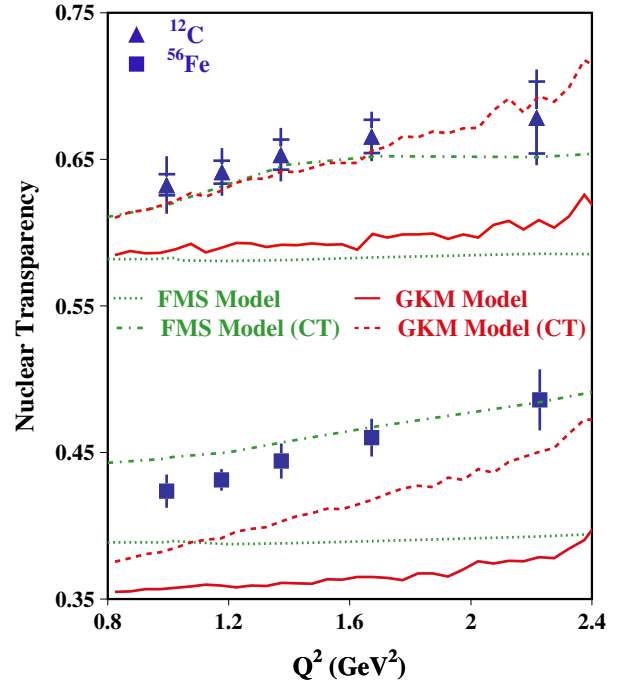 0.75
¹²C
⁵⁶Fe
0.65
Nuclear Transparency
0.55
FMS Model
GKM Model
FMS Model (CT)
GKM Model (CT)
0.45
0.35
0.8 1.2 1.6 2 2.4
Q² (GeV²)